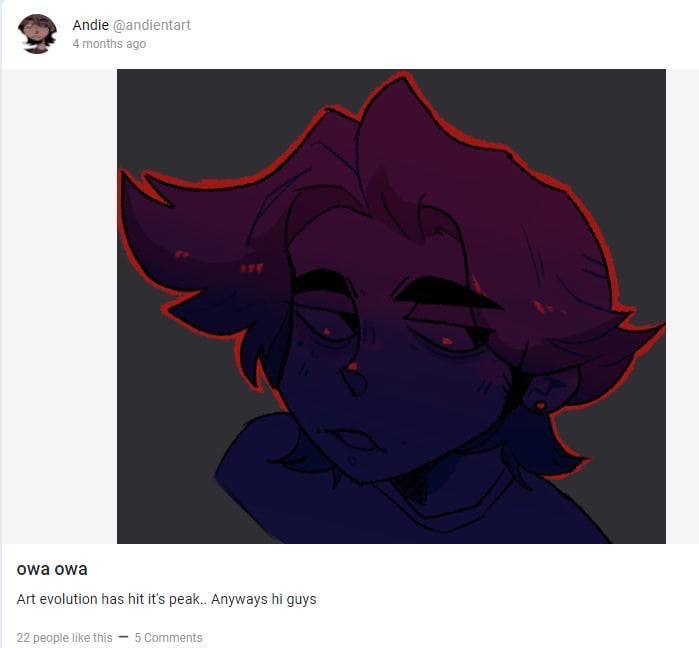 Andie @andientart
4 months ago
owa owa
Art evolution has hit it's peak.. Anyways hi guys
22 people like this — 5 Comments